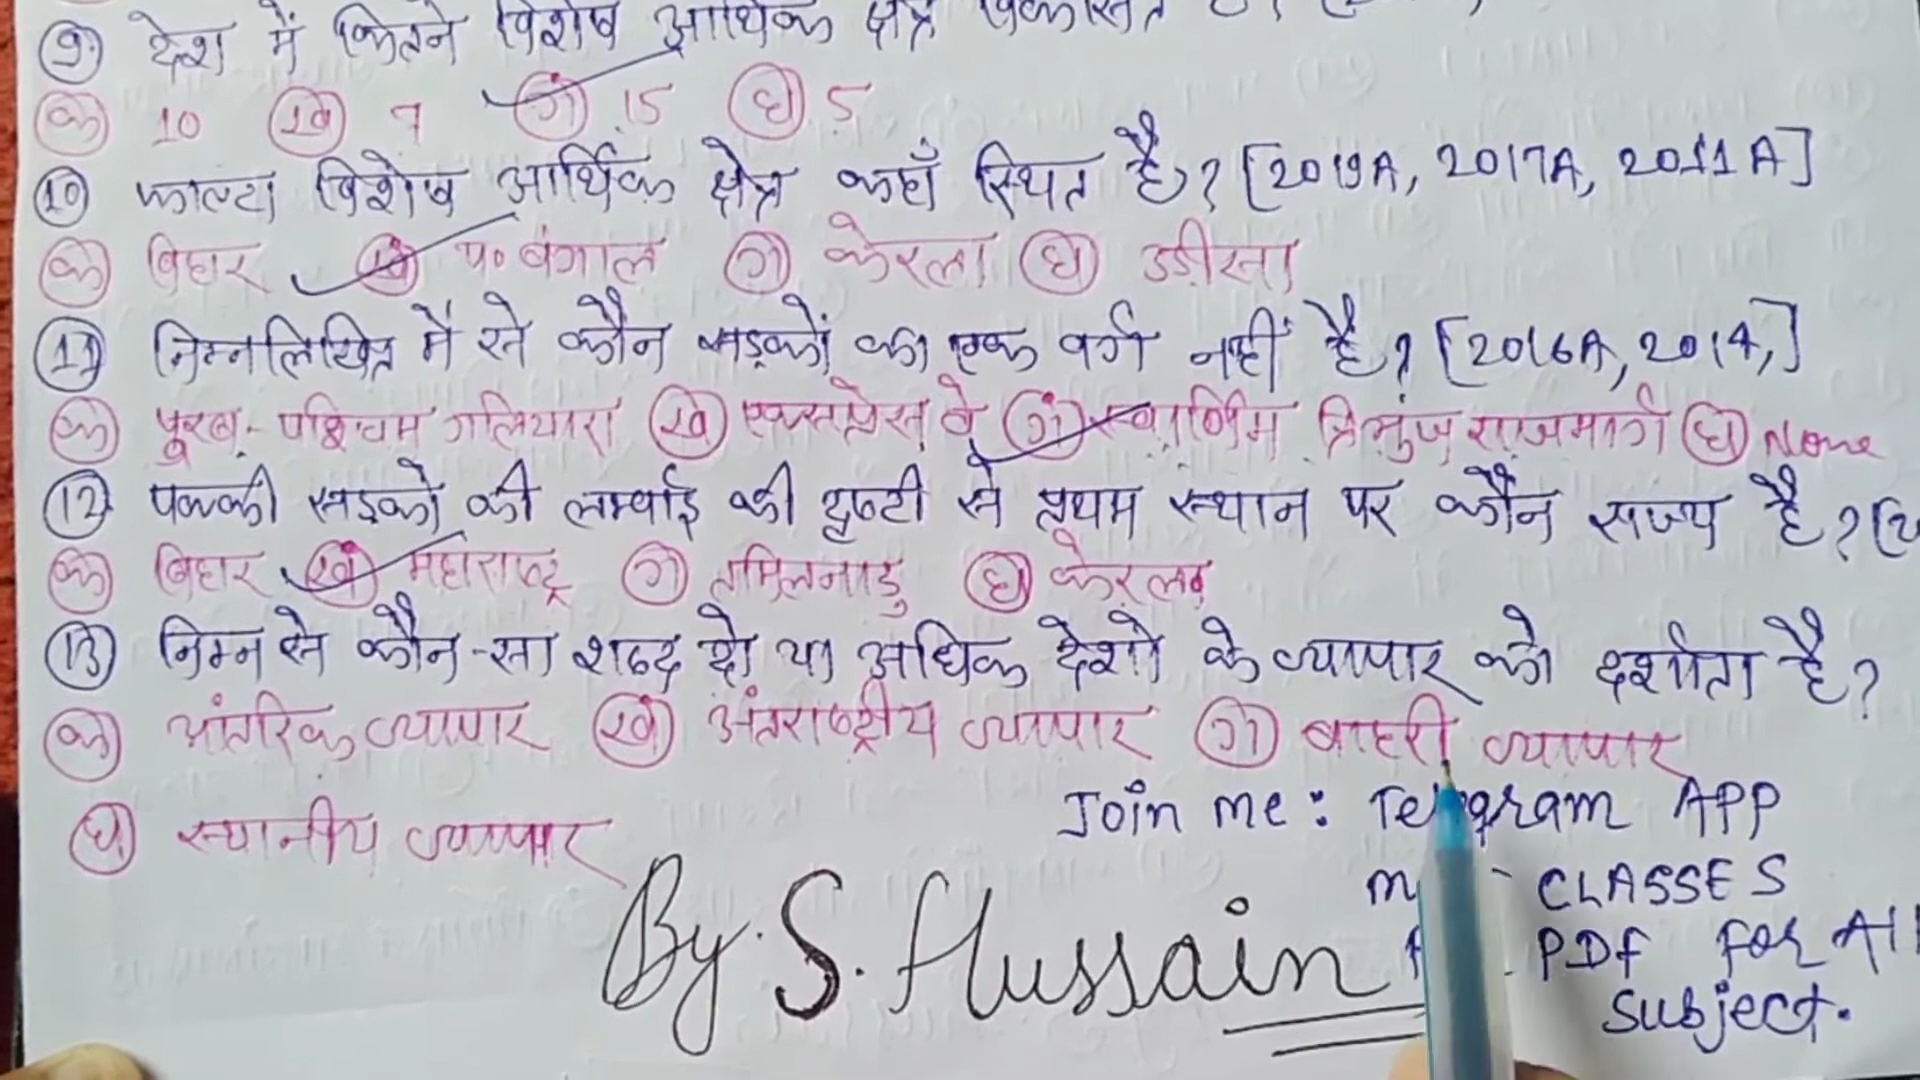 9. देश में कितने विशेष आर्थिक क्षेत्र विकसित
क 10 ख 7 ग 15 घ 5
10 फाल्टा विशेष आर्थिक क्षेत्र कहाँ स्थित है? [2019A, 2017A, 2011A]
क बिहार ख प० बंगाल ग केरला घ उड़ीसा
11 निम्नलिखित में से कौन सड़कों का एक वर्ग नहीं है? [2016A, 2014,]
क पुरब-पश्चिम गलियारा ख एक्सप्रेस वे ग स्वार्णिम त्रिभुज राजमार्ग घ None
12 पक्की सड़को की लम्बाई की दृष्टी से प्रथम स्थान पर कौन राज्य है? [2
क बिहार ख महाराष्ट्र ग तमिलनाडु घ केरल
13 निम्न से कौन-सा शब्द दो या अधिक देशो के व्यापार को दर्शाता है?
क आंतरिक व्यापार ख अंतराष्ट्रीय व्यापार ग बाहरी व्यापार
घ स्थानीय व्यापार
Join me: Telegram APP
CLASSES
PDF For All
Subject.
By. S. Hussain